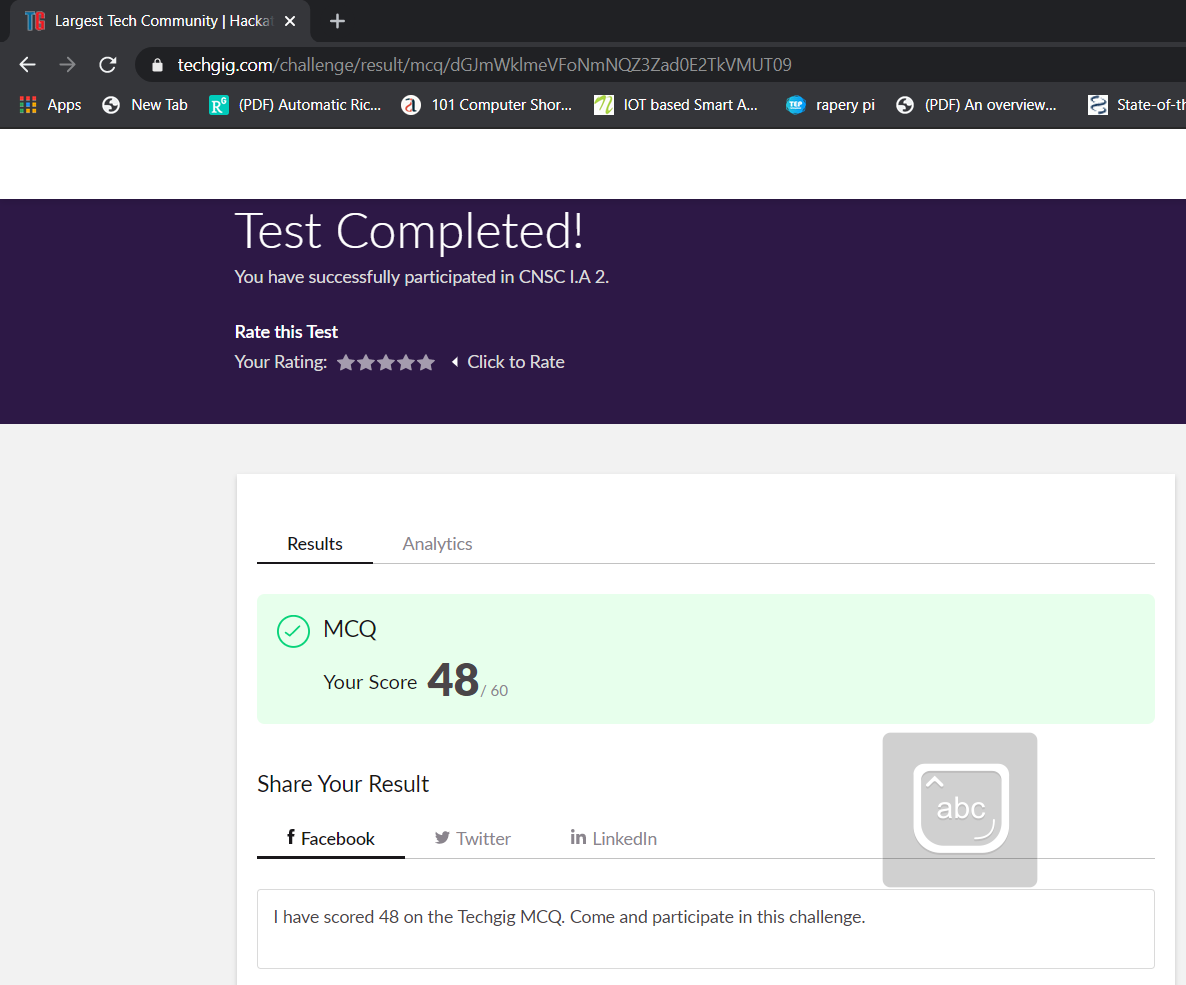 Largest Tech Community | Hacka
techgig.com/challenge/result/mcq/dGJmWklmeVFoNmNQZ3Zad0E2TkVMUT09
Apps New Tab (PDF) Automatic Ric... 101 Computer Shor... IOT based Smart A... rapery pi (PDF) An overview... State-of-th
Test Completed!
You have successfully participated in CNSC I.A 2.
Rate this Test
Your Rating: Click to Rate
Results Analytics
MCQ
Your Score 48 / 60
Share Your Result
abc
Facebook Twitter LinkedIn
I have scored 48 on the Techgig MCQ. Come and participate in this challenge.